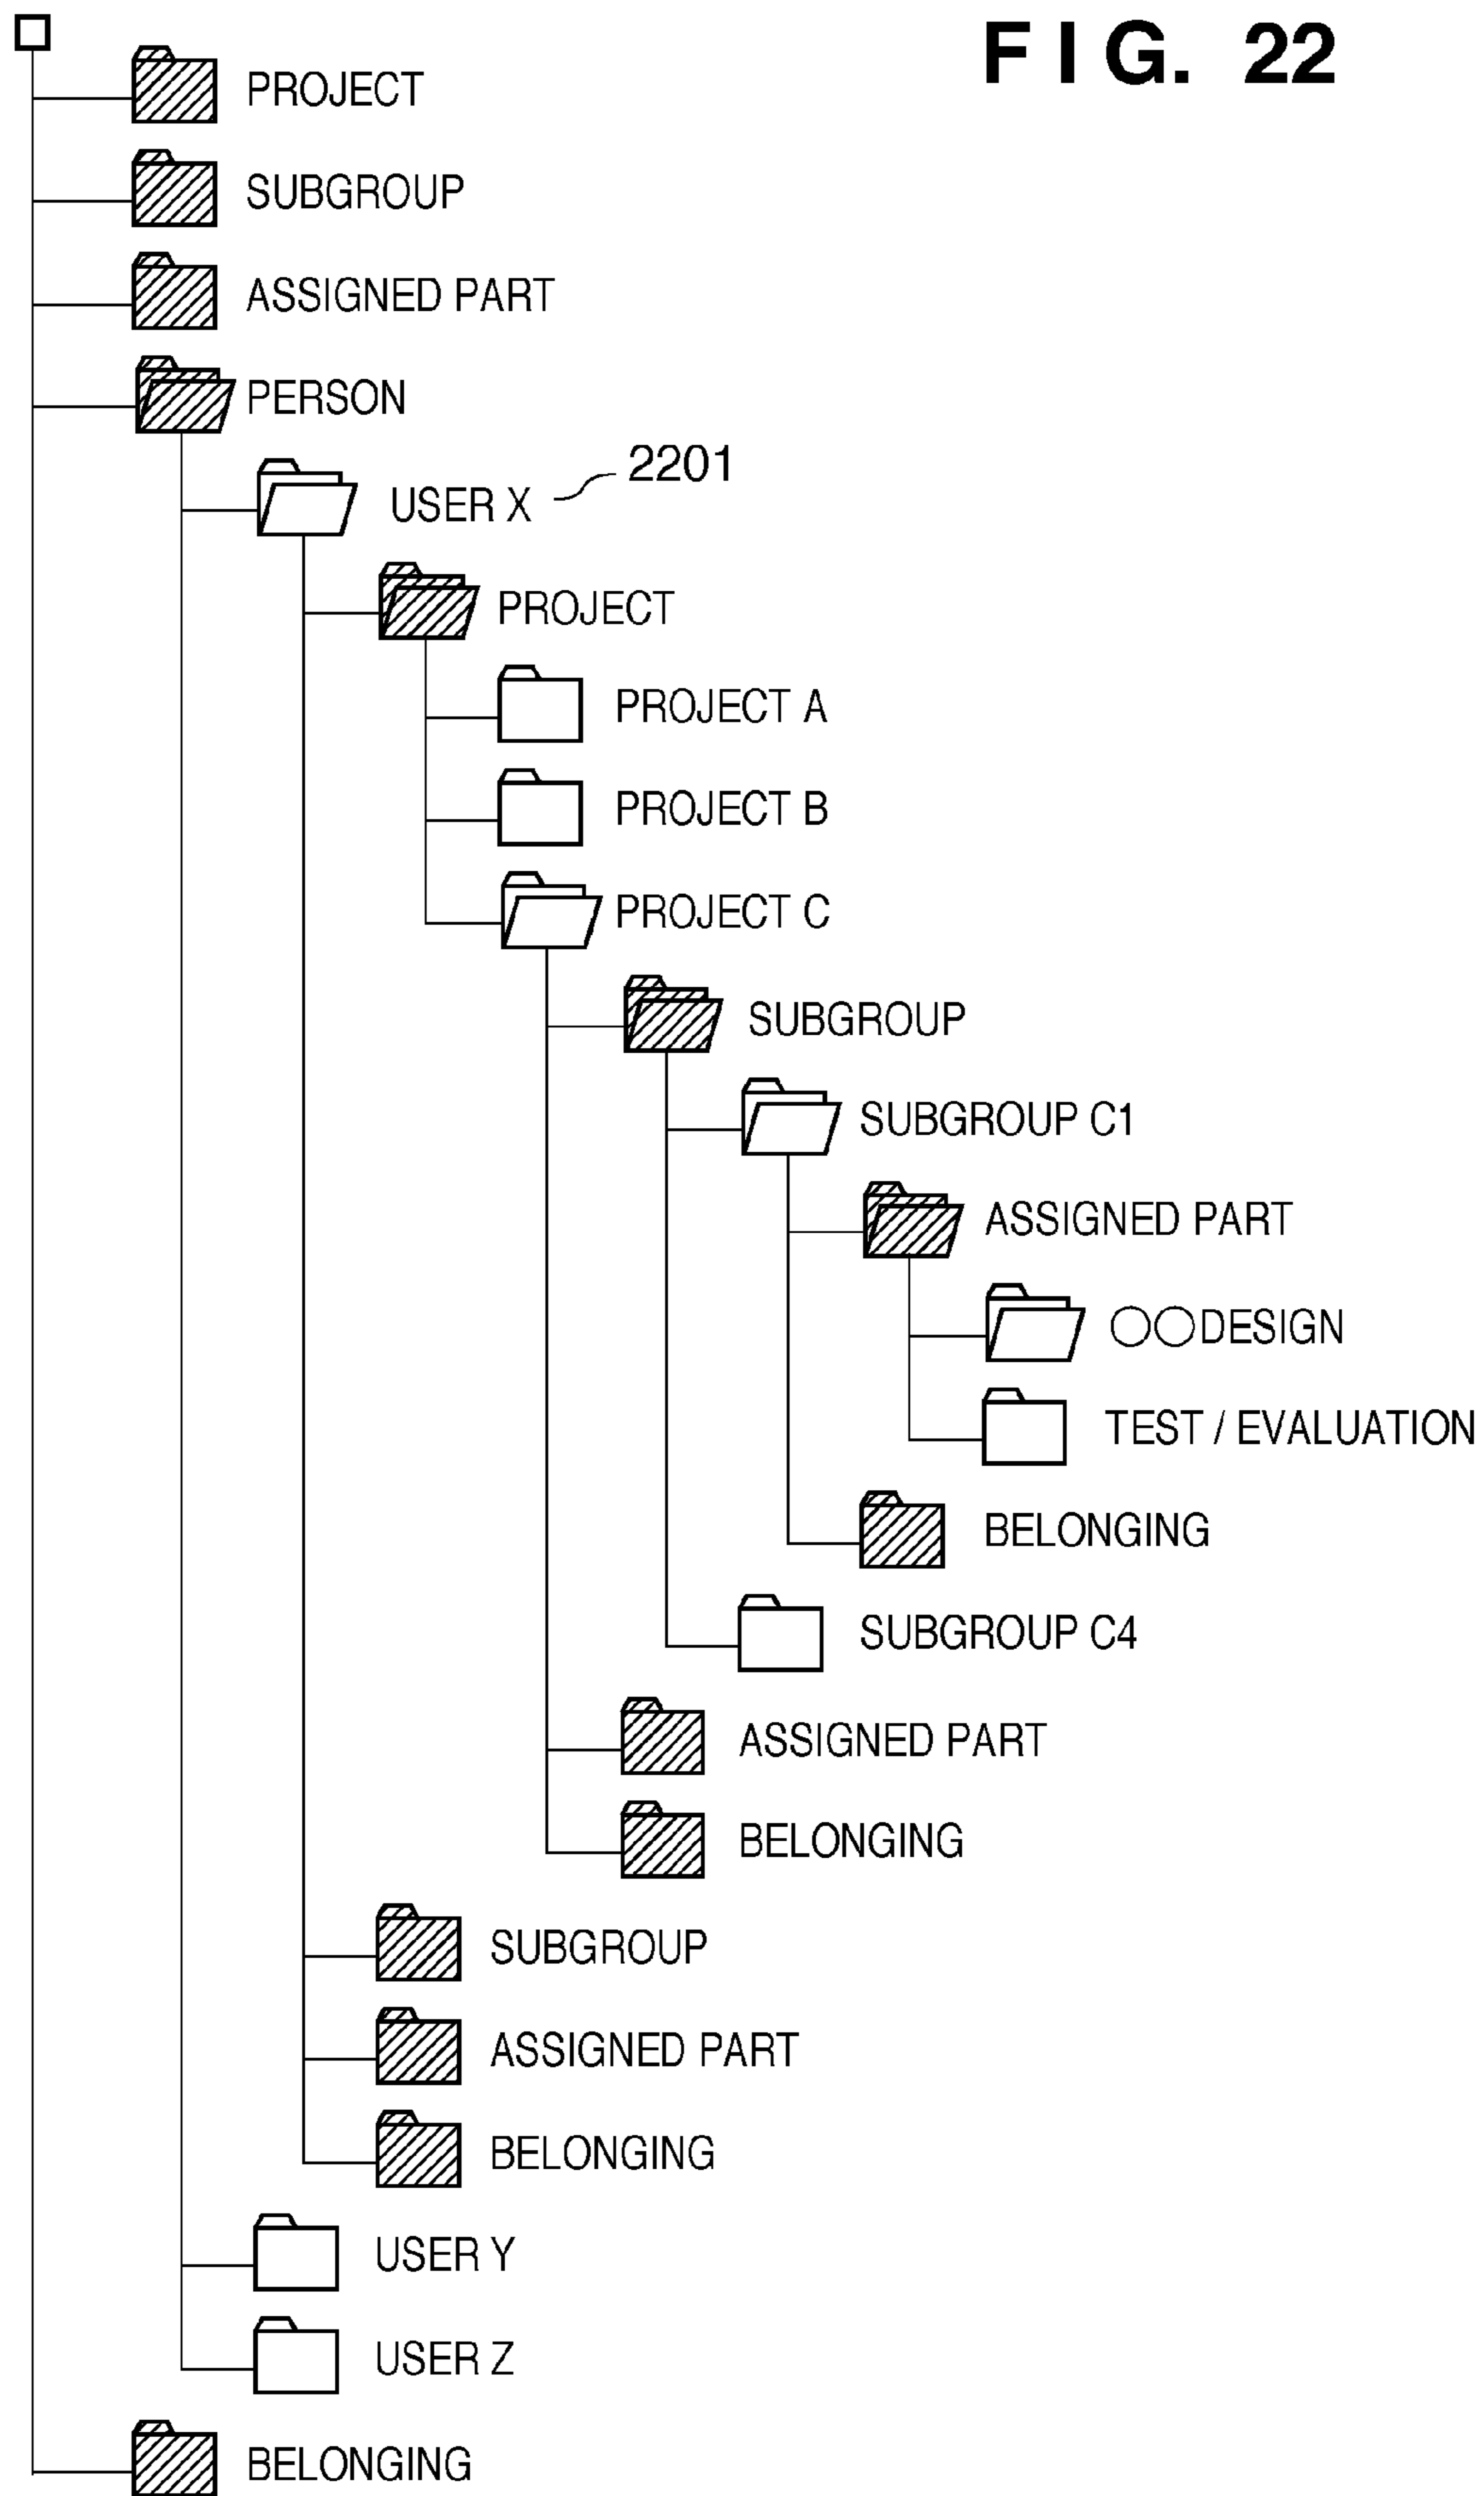 FIG. 22
PROJECT
SUBGROUP
ASSIGNED PART
PERSON
2201
USER X
PROJECT
PROJECT A
PROJECT B
PROJECT C
SUBGROUP
SUBGROUP C1
ASSIGNED PART
○○DESIGN
TEST / EVALUATION
BELONGING
SUBGROUP C4
ASSIGNED PART
BELONGING
SUBGROUP
ASSIGNED PART
BELONGING
USER Y
USER Z
BELONGING